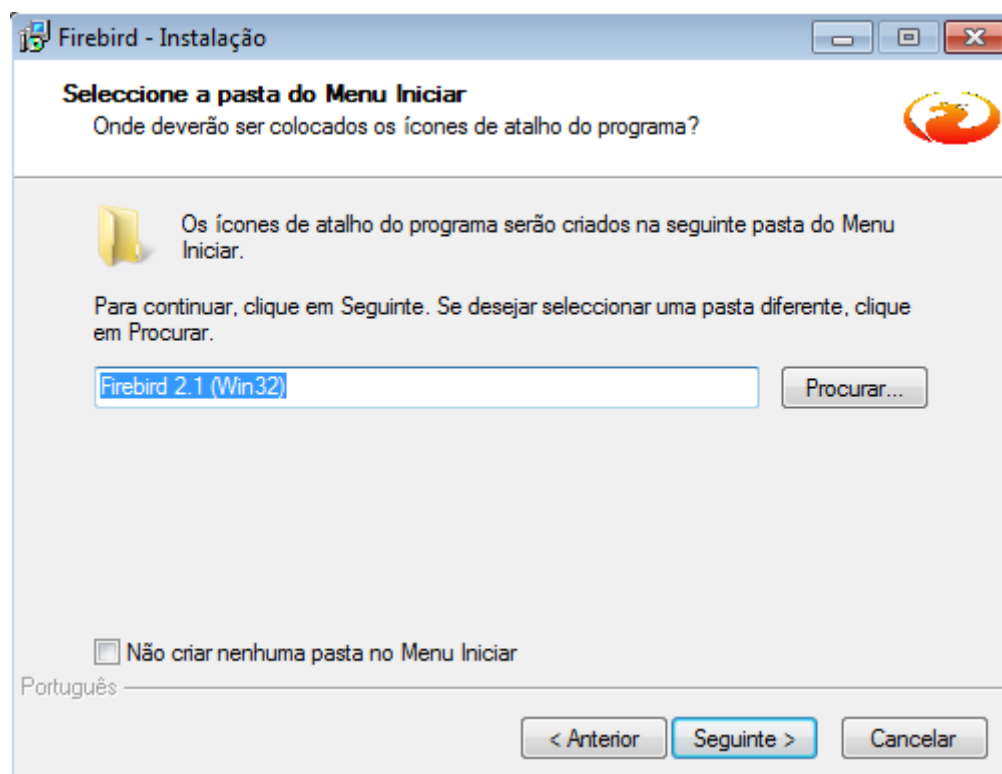 Firebird - Instalação
Seleccione a pasta do Menu Iniciar
Onde deverão ser colocados os ícones de atalho do programa?
Os ícones de atalho do programa serão criados na seguinte pasta do Menu
Iniciar.
Para continuar, clique em Seguinte. Se desejar seleccionar uma pasta diferente, clique
em Procurar.
Firebird 2.1 (Win32)
Procurar...
Não criar nenhuma pasta no Menu Iniciar
Português
< Anterior
Seguinte >
Cancelar